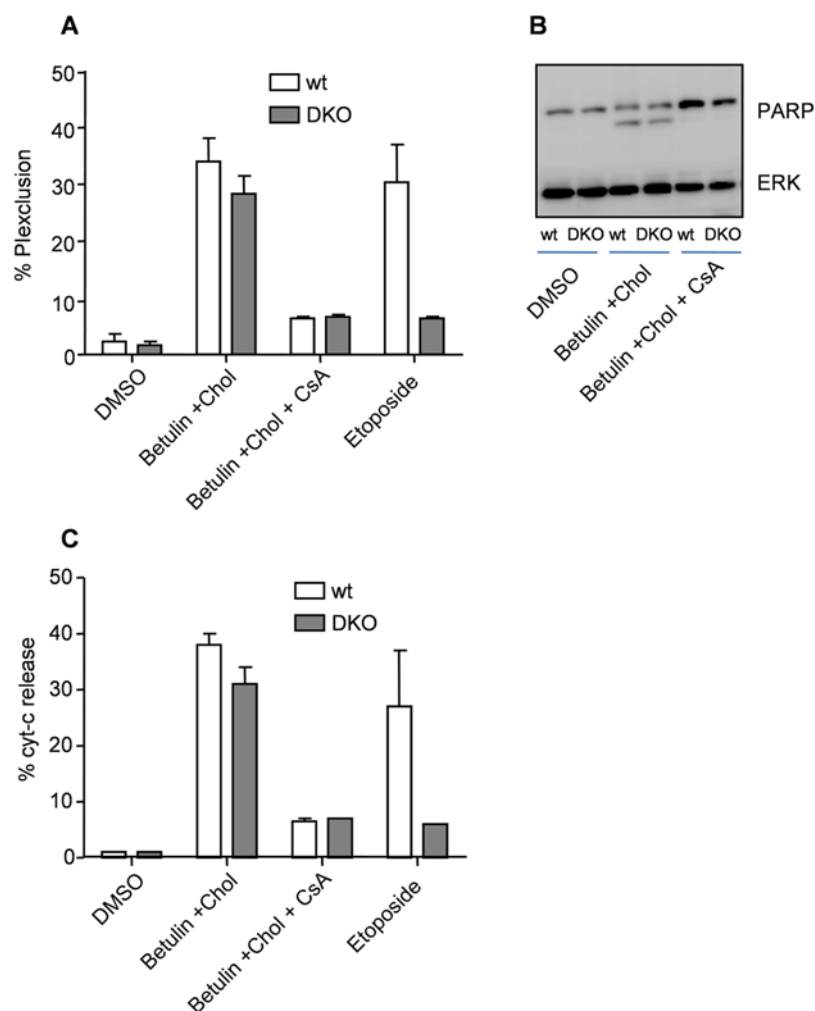 A
% PIexclusion
50
40
30
20
10
0
wt
DKO
DMSO
Betulin +Chol
Betulin +Chol + CsA
Etoposide
B
PARP
ERK
wt DKO wt DKO wt DKO
DMSO
Betulin +Chol
Betulin +Chol + CsA
C
% cyt-c release
50
40
30
20
10
0
wt
DKO
DMSO
Betulin +Chol
Betulin +Chol + CsA
Etoposide